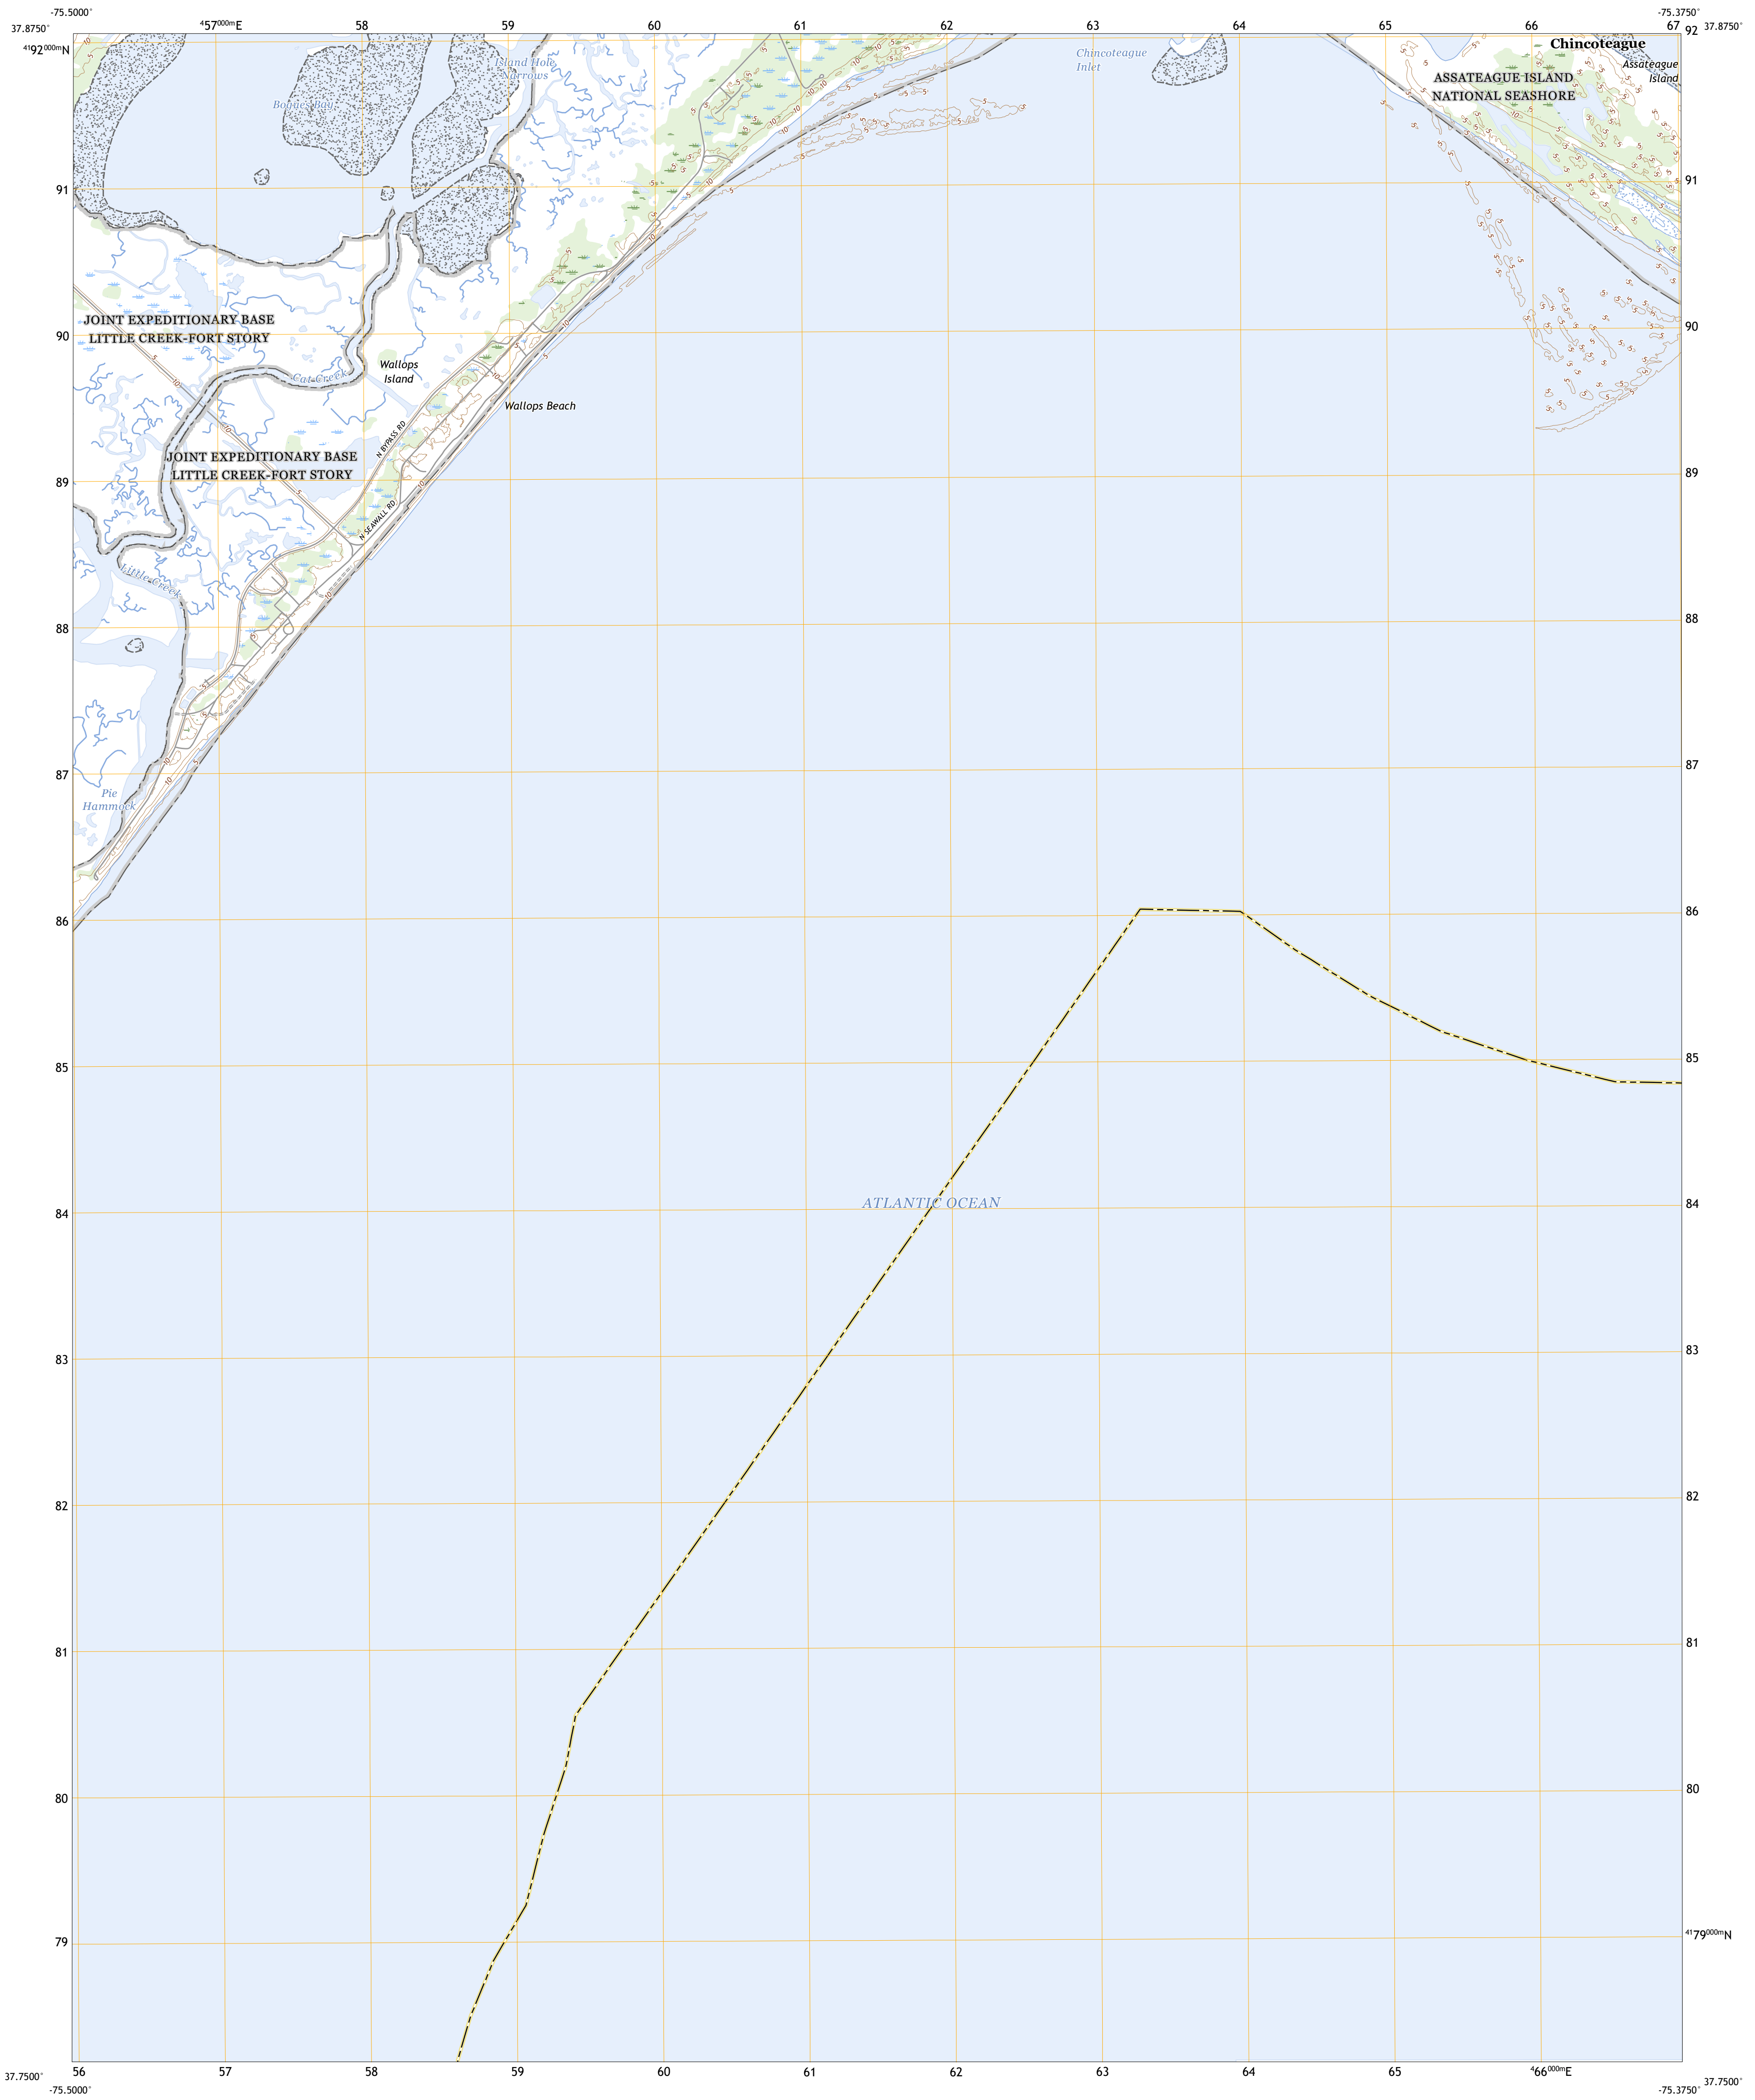 -75.5000°
-75.3750°
37.8750°
457000mE
58
59
60
61
62
63
64
65
66
67
37.8750°
4192000mN
92
Chincoteague
Chincoteague
Inlet
Island Hole
Narrows
Assateague
Island
ASSATEAGUE ISLAND
NATIONAL SEASHORE
Bogues Bay
91
91
JOINT EXPEDITIONARY BASE
LITTLE CREEK-FORT STORY
90
90
Wallops
Island
Cat Creek
Wallops Beach
N BYPASS RD
JOINT EXPEDITIONARY BASE
LITTLE CREEK-FORT STORY
89
89
N SEAWALL RD
Little Creek
88
88
87
87
Pie
Hammock
86
86
85
85
ATLANTIC OCEAN
84
84
83
83
82
82
81
81
80
80
79
4179000mN
56
57
58
59
60
61
62
63
64
65
466000mE
37.7500°
37.7500°
-75.5000°
-75.3750°